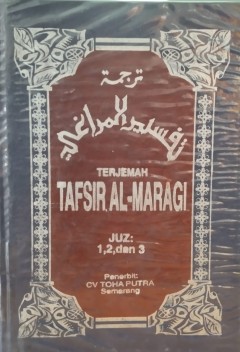 ترجمة
تفسير المراغي
TERJEMAH
TAFSIR AL-MARAGI
JUZ:
1,2,dan 3
Penerbit:
CV TOHA PUTRA
Semarang